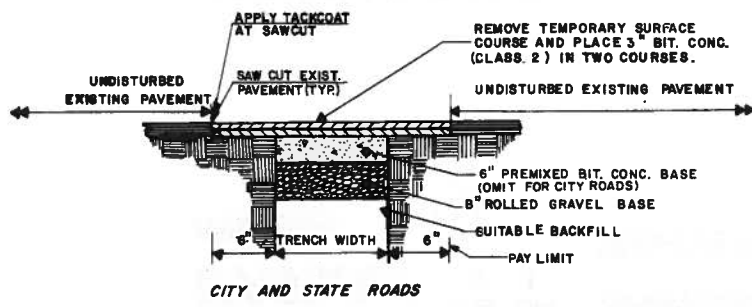 APPLY TACKCOAT
AT SAWCUT
REMOVE TEMPORARY SURFACE
COURSE AND PLACE 3" BIT. CONC.
(CLASS. 2) IN TWO COURSES.
UNDISTURBED
EXISTING PAVEMENT
SAW CUT EXIST.
PAVEMENT (TYP.)
UNDISTURBED EXISTING PAVEMENT
6" PREMIXED BIT. CONC. BASE
(OMIT FOR CITY ROADS)
8" ROLLED GRAVEL BASE
SUITABLE BACKFILL
6" TRENCH WIDTH 6"
PAY LIMIT
CITY AND STATE ROADS